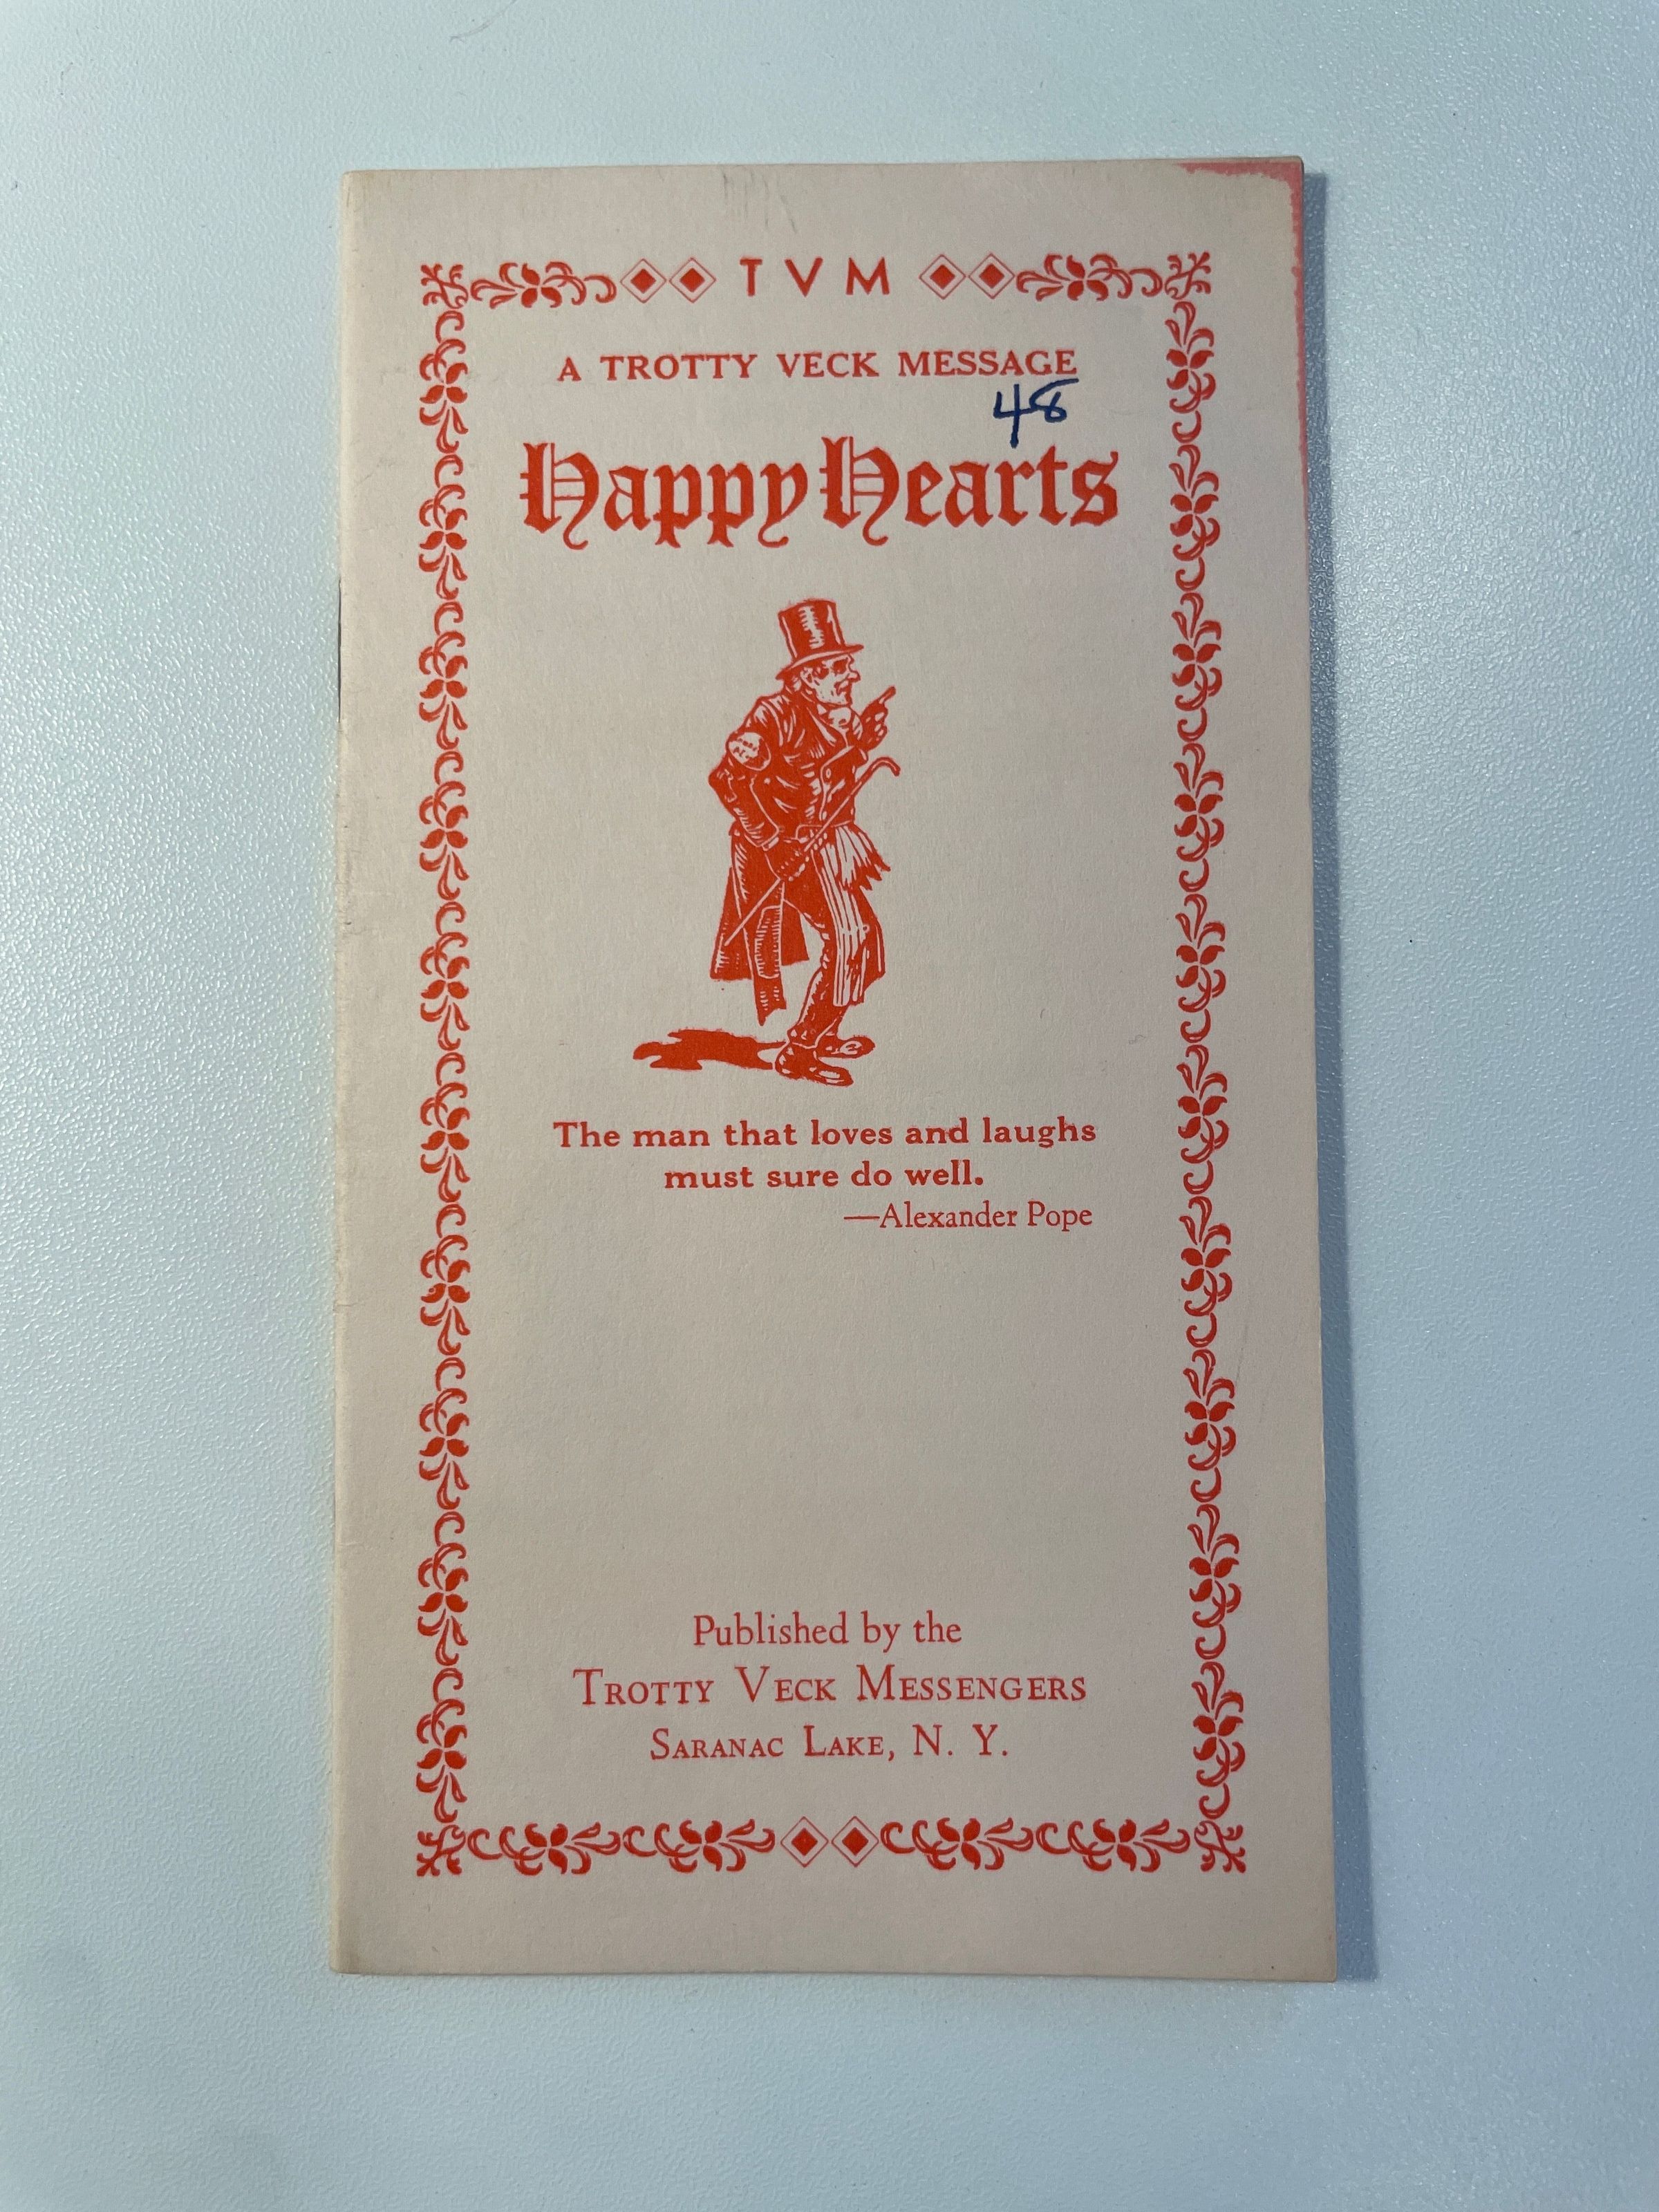 T V M
A TROTTY VECK MESSAGE
48
Happy Hearts
The man that loves and laughs
must sure do well.
—Alexander Pope
Published by the
TROTTY VECK MESSENGERS
SARANAC LAKE, N. Y.